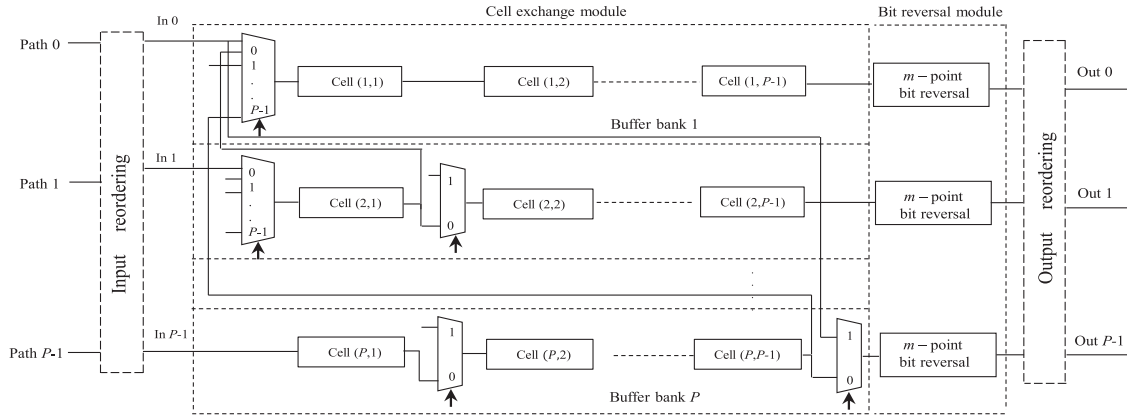 Cell exchange module
Bit reversal module
Path 0
In 0
0
1
.
.
.
P-1
Cell (1,1)
Cell (1,2)
Cell (1, P-1)
m – point
bit reversal
Out 0
Buffer bank 1
Input reordering
Output reordering
Path 1
In 1
0
1
.
.
.
P-1
Cell (2,1)
1
0
Cell (2,2)
Cell (2,P-1)
m – point
bit reversal
Out 1
Path P-1
In P-1
Cell (P,1)
1
0
Cell (P,2)
Cell (P,P-1)
1
0
m – point
bit reversal
Out P-1
Buffer bank P